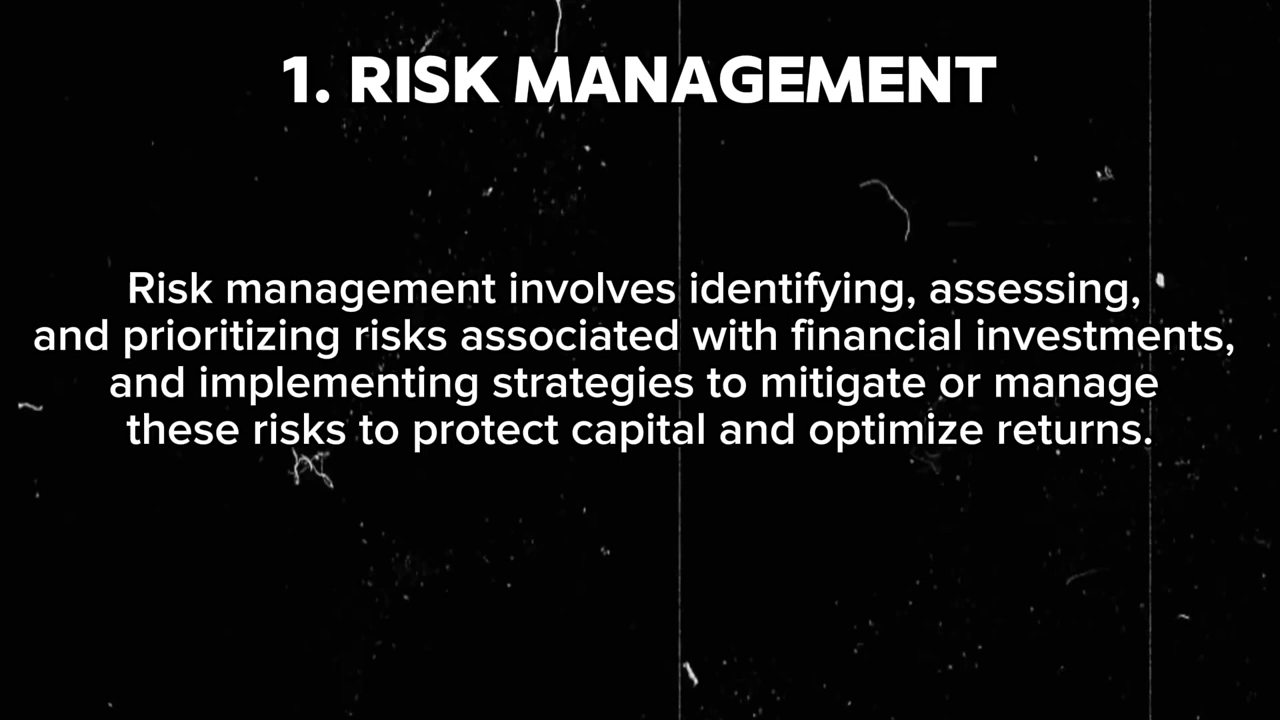 1. RISK MANAGEMENT
Risk management involves identifying, assessing,
and prioritizing risks associated with financial investments,
and implementing strategies to mitigate or manage
these risks to protect capital and optimize returns.